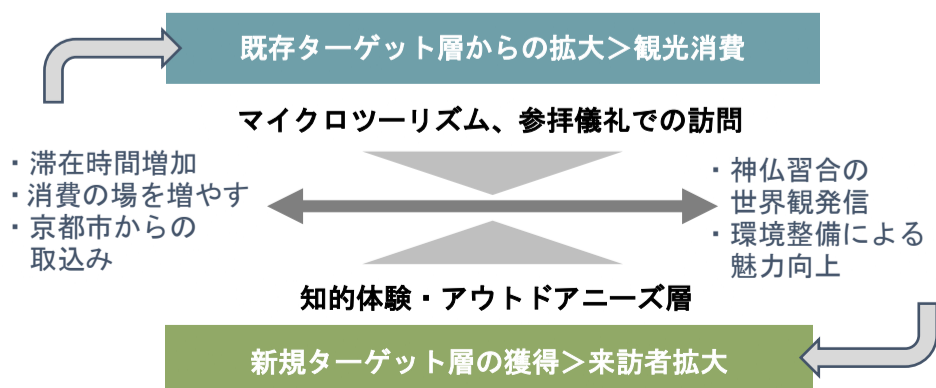 既存ターゲット層からの拡大＞観光消費
マイクロツーリズム、参拝儀礼での訪問
・滞在時間増加
・消費の場を増やす
・京都市からの
取込み
・神仏習合の
世界観発信
・環境整備による
魅力向上
知的体験・アウトドアニーズ層
新規ターゲット層の獲得＞来訪者拡大